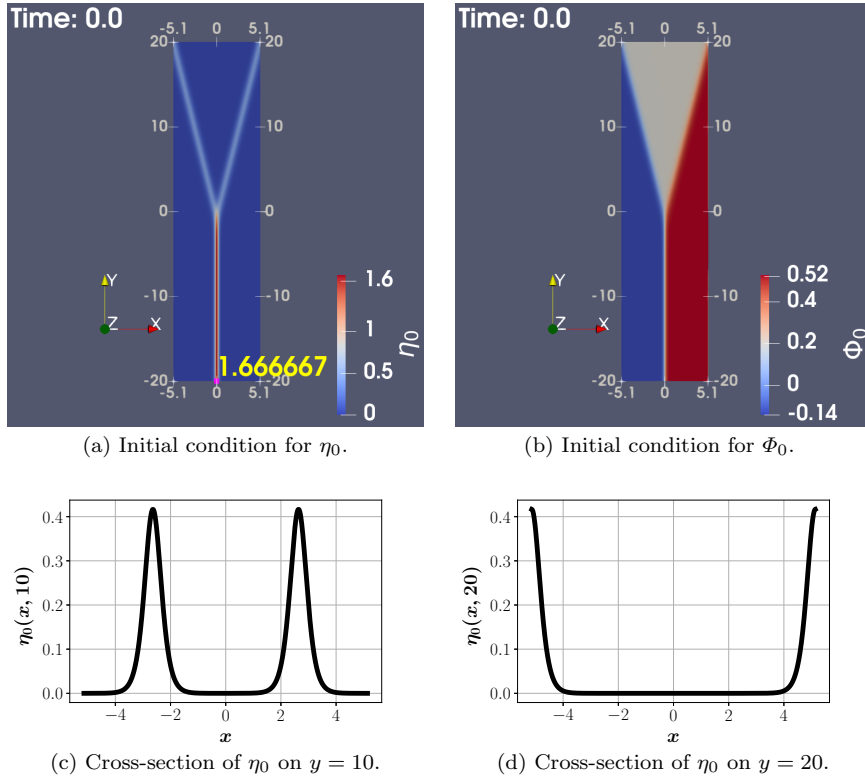 Time: 0.0
-5.1 0 5.1
20 20
10 10
0 0
-10 -10
-20 -20
-5.1 0 5.1
Y
Z X
1.666667
1.6
1
0.5
0
η₀
(a) Initial condition for η₀.
Time: 0.0
-5.1 0 5.1
20 20
10 10
0 0
-10 -10
-20 -20
-5.1 0 5.1
Y
Z X
0.52
0.4
0.2
0
-0.14
Φ₀
(b) Initial condition for Φ₀.
η₀(x, 10)
0.4
0.3
0.2
0.1
0.0
−4 −2 0 2 4
x
(c) Cross-section of η₀ on y = 10.
η₀(x, 20)
0.4
0.3
0.2
0.1
0.0
−4 −2 0 2 4
x
(d) Cross-section of η₀ on y = 20.